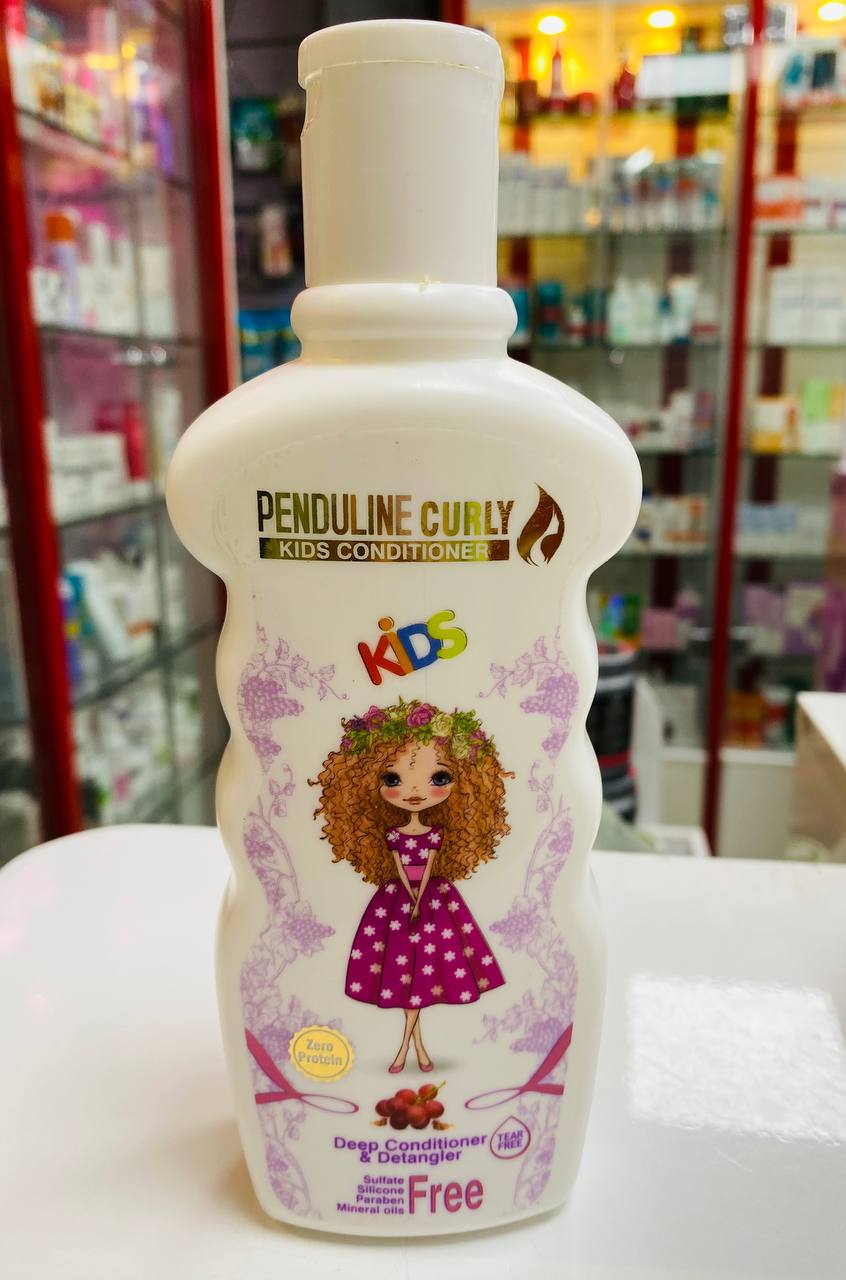 PENDULINE CURLY
KIDS CONDITIONER
KiDS
Zero
Protein
Deep Conditioner
& Detangler
TEAR
FREE
Sulfate
Silicone
Paraben
Mineral oils
Free